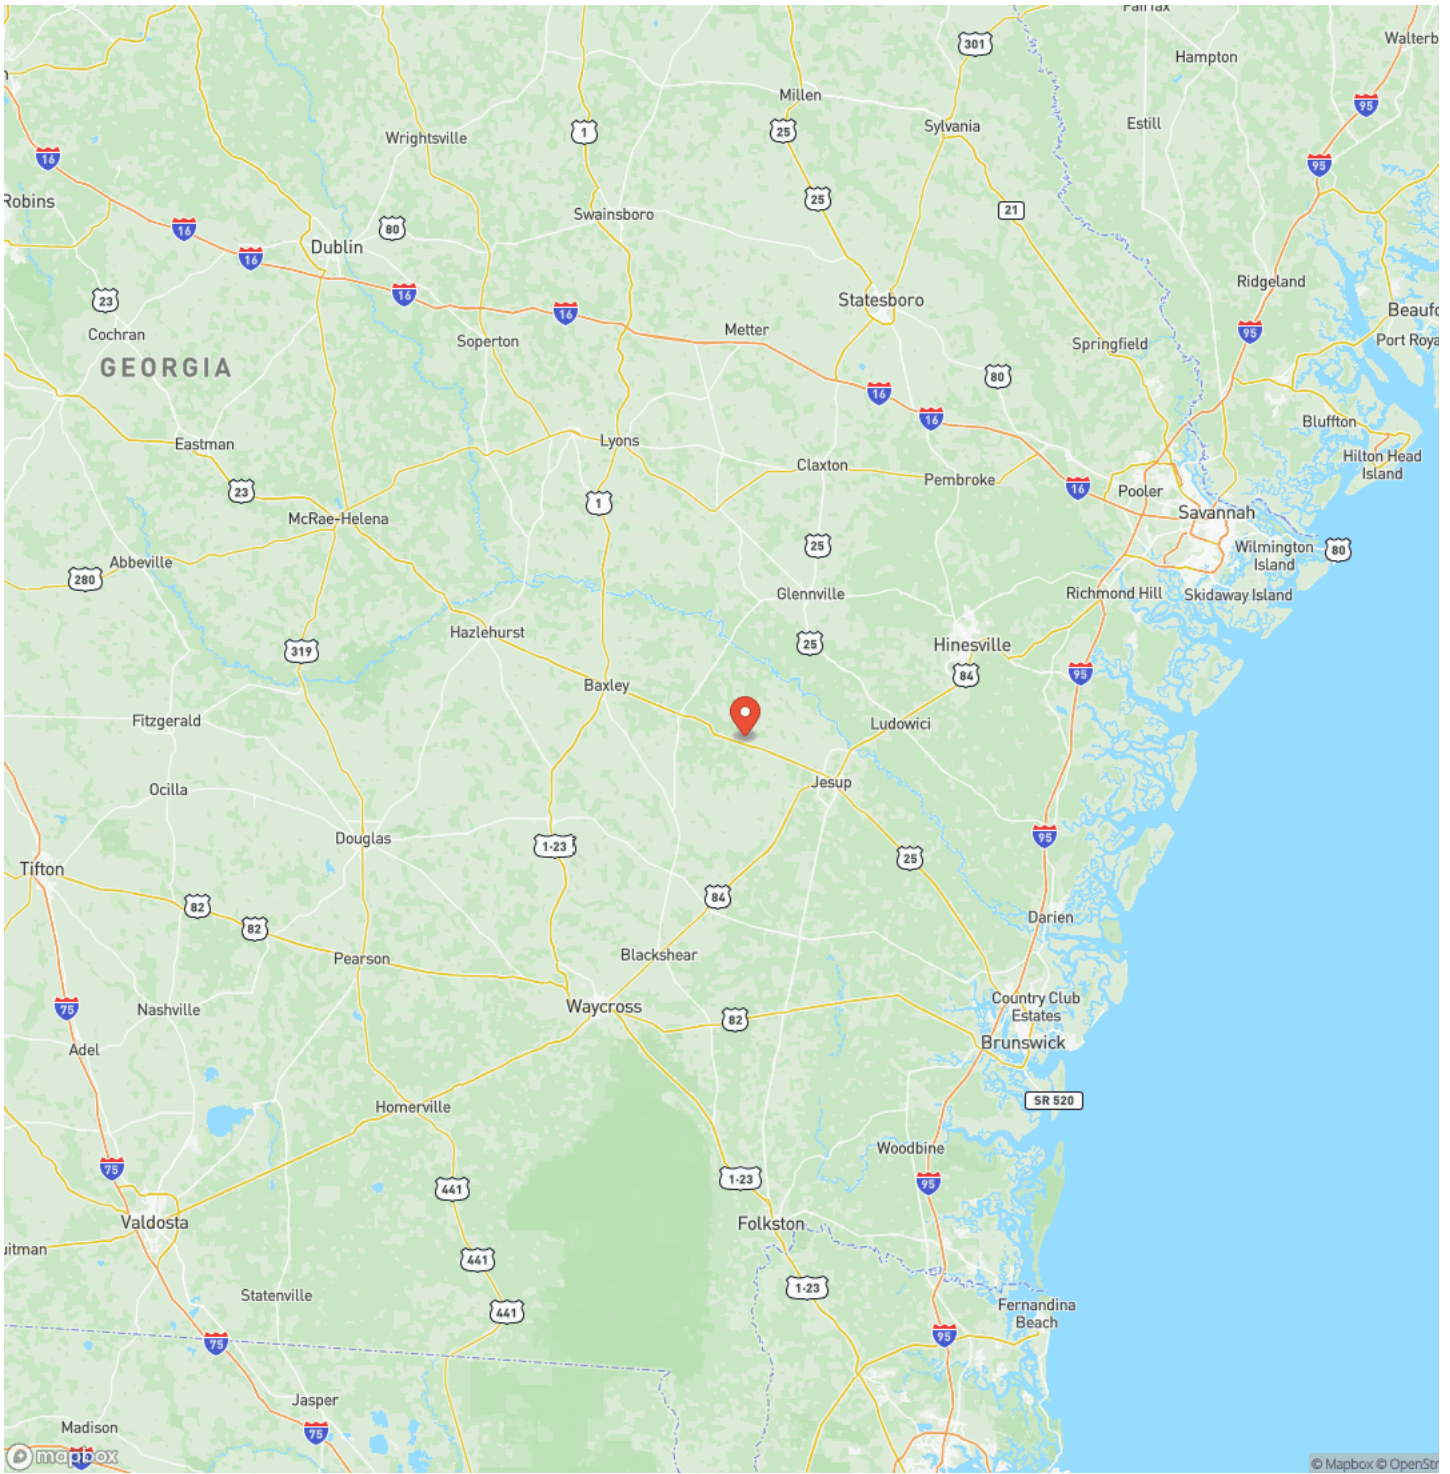 Fairfax
301
Walterb
Hampton
95
Millen
Estill
1
25
Sylvania
Wrightsville
16
95
25
Robins
21
Swainsboro
16
80
Dublin
16
Ridgeland
16
23
Statesboro
Beaufo
16
Metter
95
Cochran
Soperton
Springfield
Port Roya
GEORGIA
80
16
16
Bluffton
Eastman
Lyons
Hilton Head
Island
Claxton
Pembroke
23
16
Pooler
1
Savannah
McRae-Helena
25
Wilmington
Island
80
Abbeville
280
Glennville
Richmond Hill
Skidaway Island
Hazlehurst
25
Hinesville
319
84
95
Baxley
Fitzgerald
Ludowici
Jesup
Ocilla
Douglas
1-23
95
25
Tifton
84
82
Darien
82
Blackshear
Pearson
Country Club
Estates
75
Nashville
Waycross
82
Brunswick
Adel
SR 520
Homerville
Woodbine
75
441
1-23
95
Valdosta
Folkston
uitman
441
1-23
Statenville
441
Fernandina
Beach
75
95
Jasper
Madison
75
mapbox
© Mapbox © OpenStr